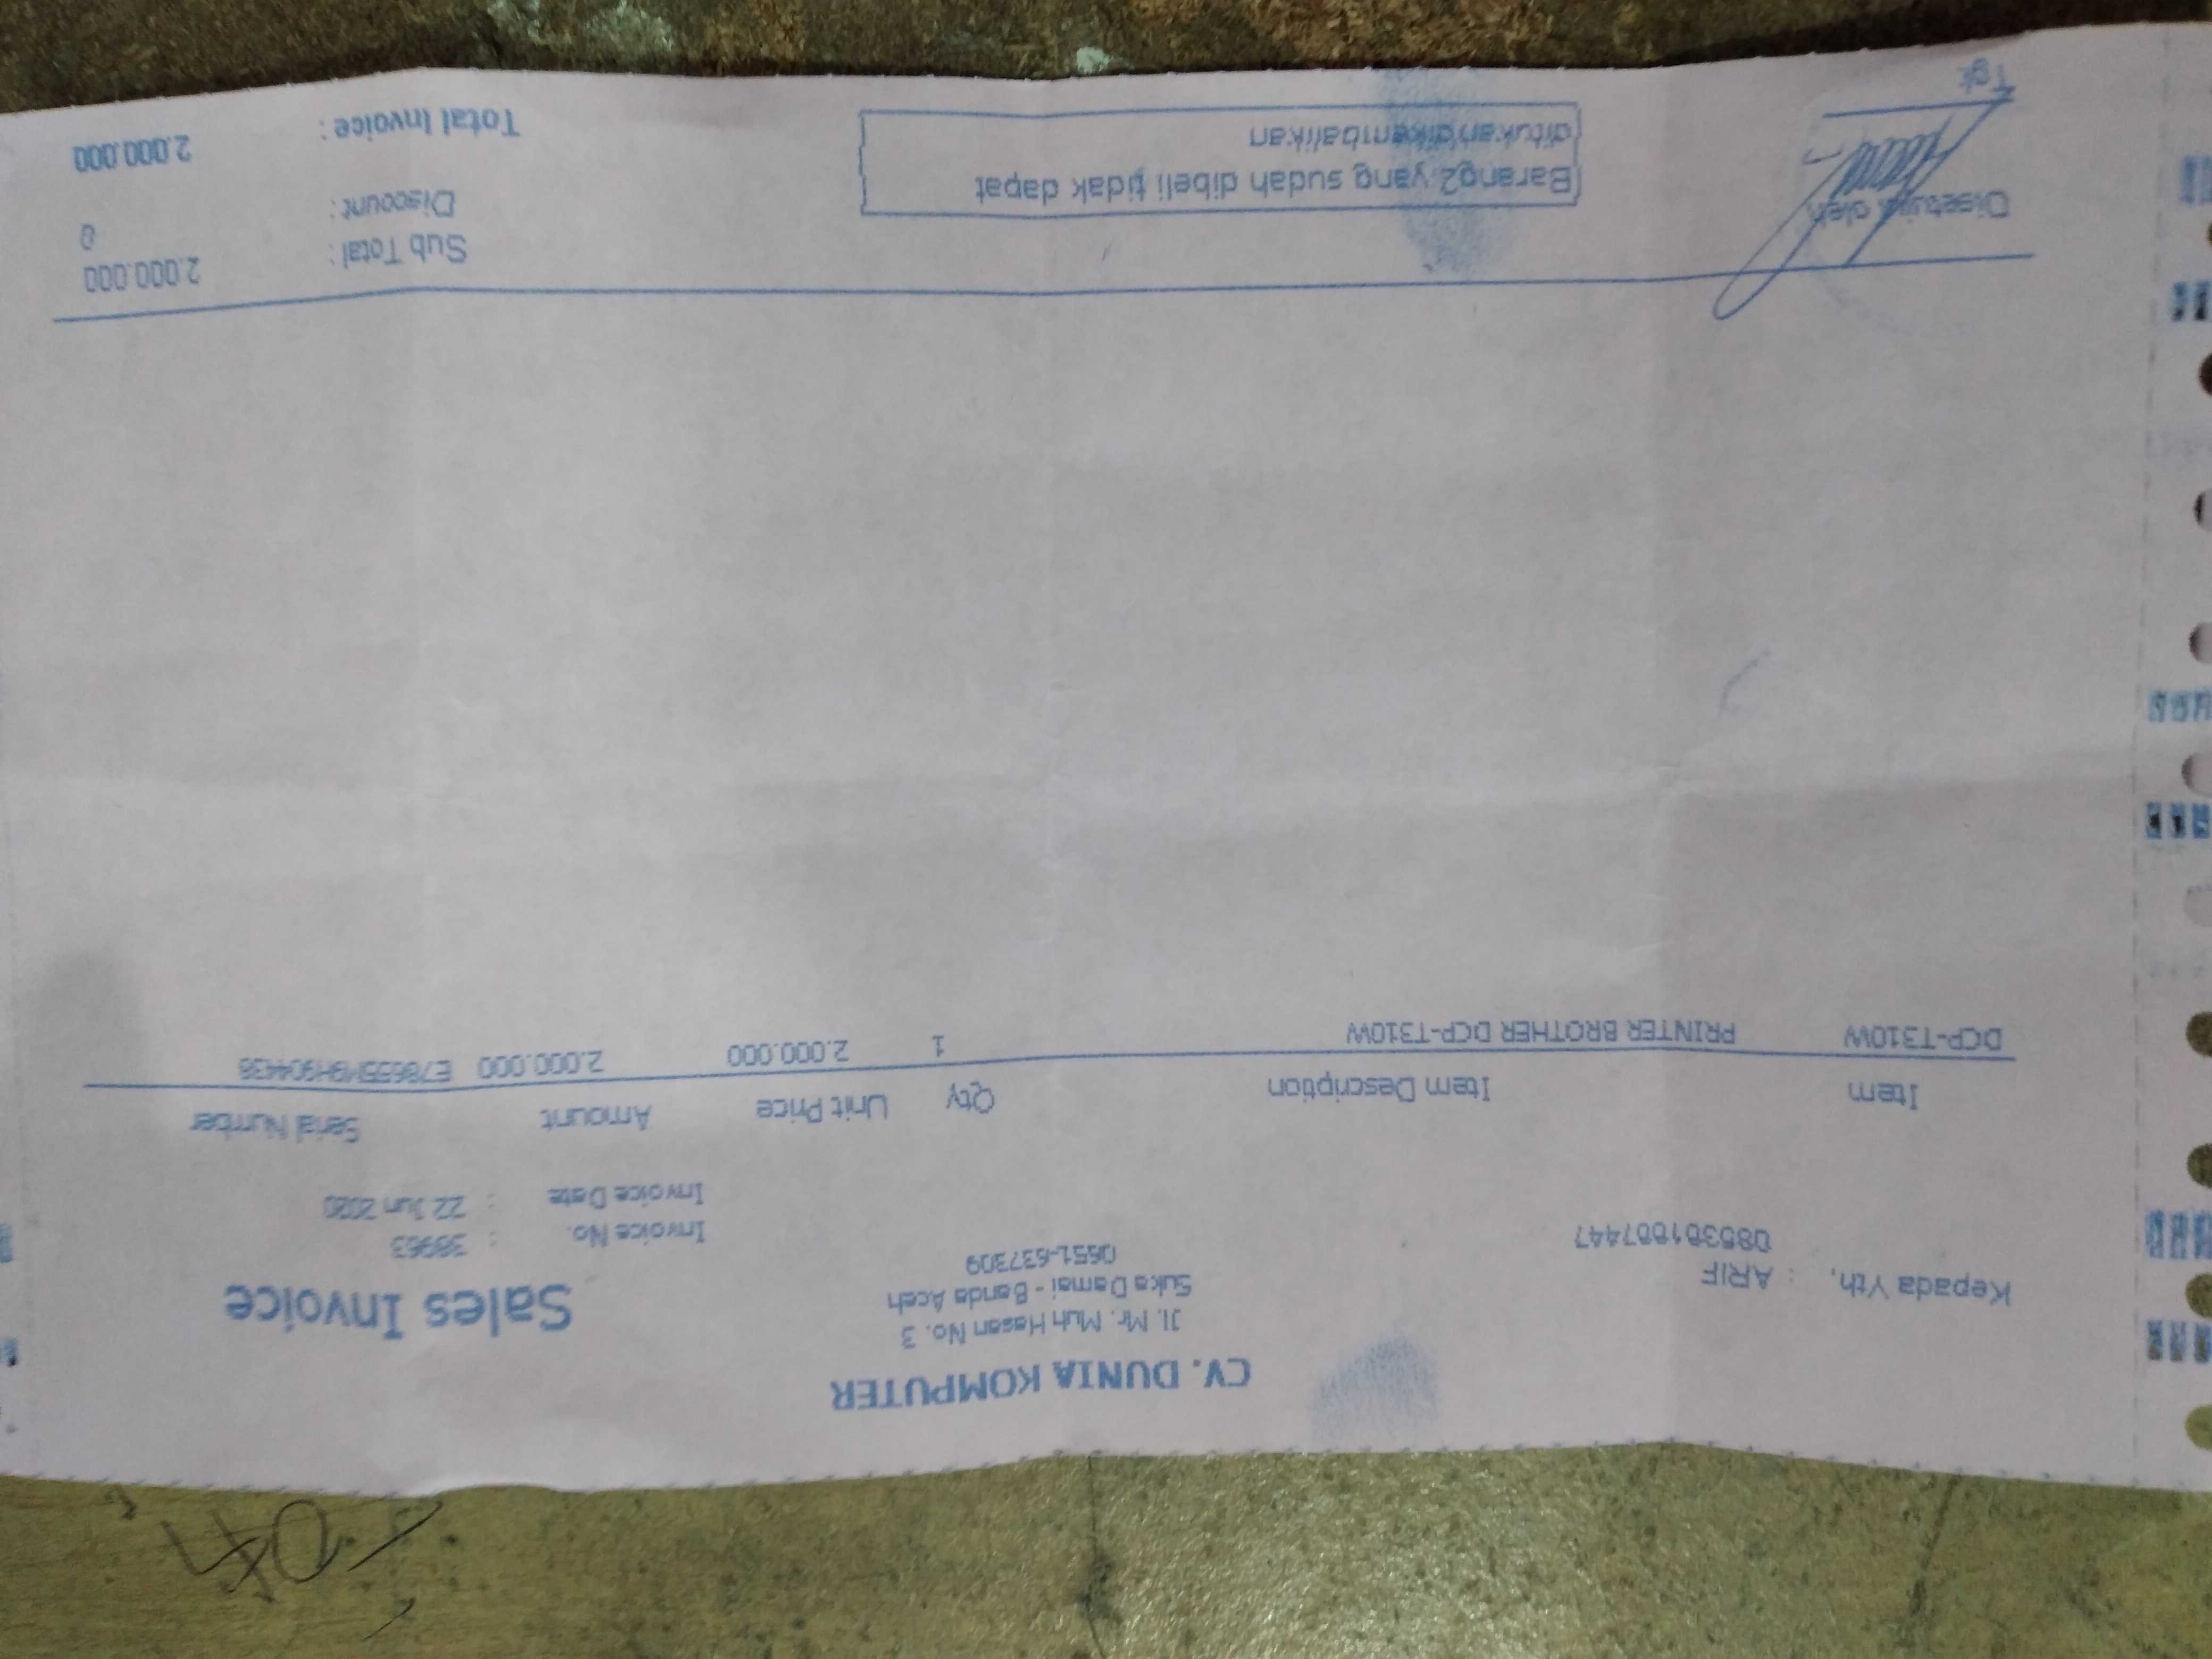 CV. DUNIA KOMPUTER
Jl. Mr. Muh Hasan No. 3
Suka Damai - Banda Aceh
0651-637309
Kepada Yth. : ARIF
Sales Invoice
Invoice No. : 38963
Invoice Date : 22 Jun 2020
Item Item Description Qty Unit Price Amount Serial Number
DCP-T310W PRINTER BROTHER DCP-T310W 1 2.000.000 2.000.000
Disetujui oleh
Tgk
Barang2 yang sudah dibeli tidak dapat
ditukar/dikembalikan
Sub Total : 2.000.000
Discount : 0
Total Invoice : 2.000.000